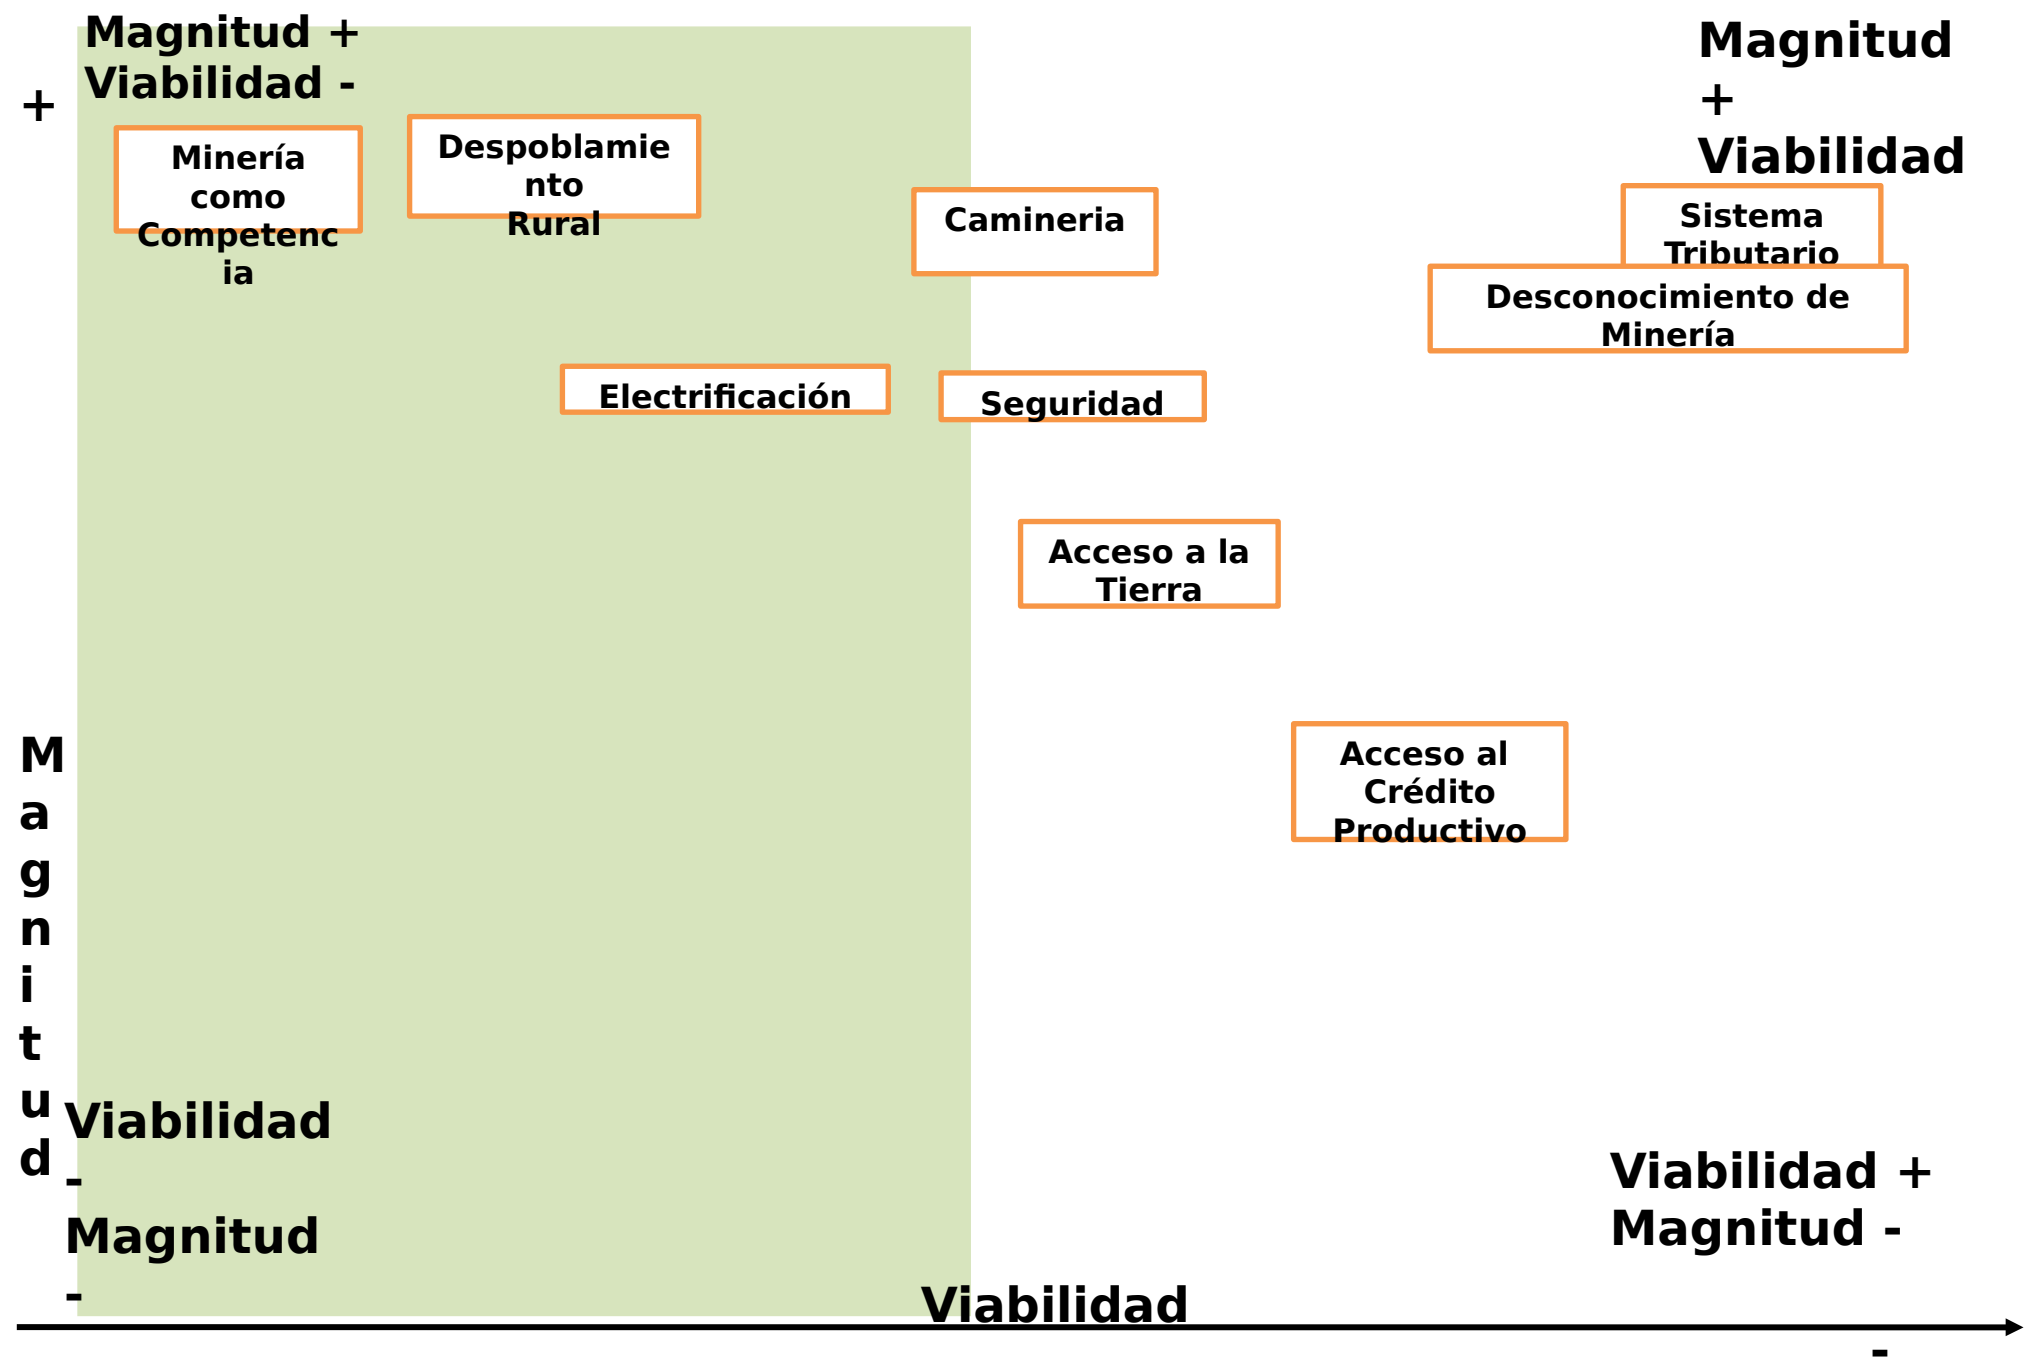 Magnitud +
Viabilidad -
Magnitud
+
Viabilidad
+
Minería
como
Competenc
ia
Despoblamie
nto
Rural
Camineria
Sistema
Tributario
Desconocimiento de
Minería
Electrificación
Seguridad
Acceso a la
Tierra
Acceso al
Crédito
Productivo
M
a
g
n
i
t
u
d
Viabilidad
-
Magnitud
-
Viabilidad +
Magnitud -
Viabilidad
-